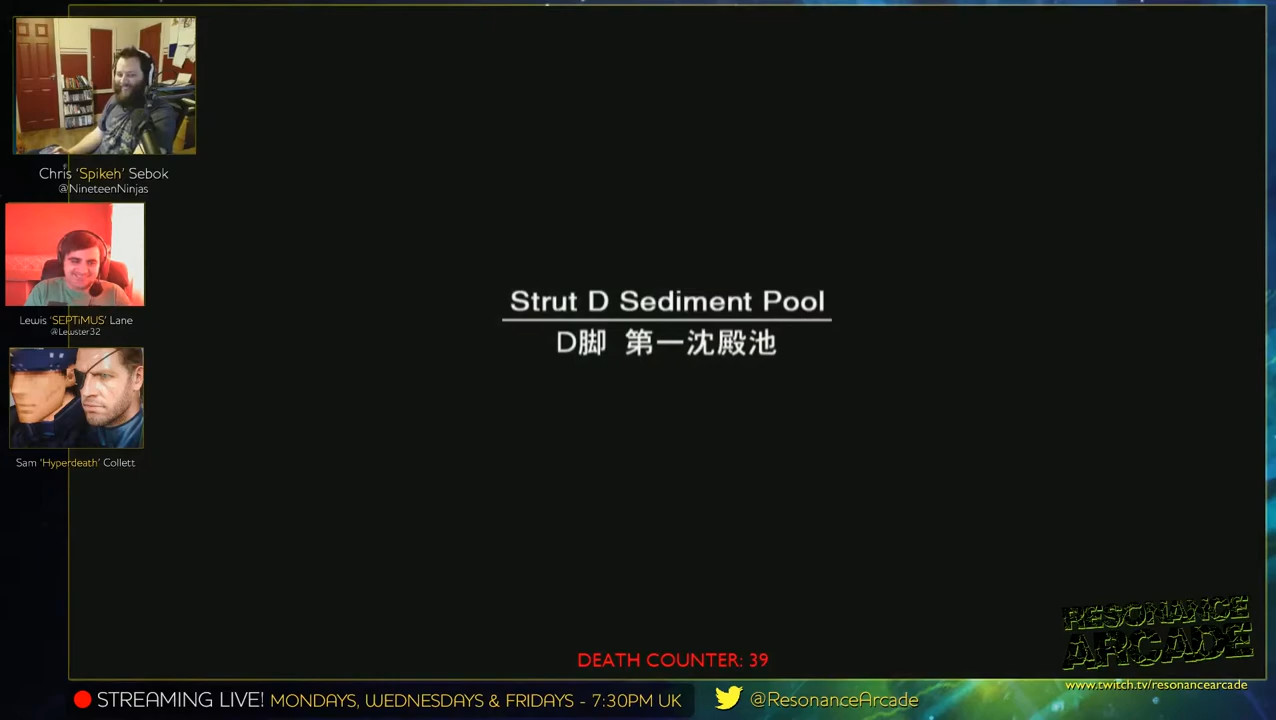 Chris 'Spikeh' Sebok
@NineteenNinjas
Lewis 'SEPTiMUS' Lane
@Lewster32
Sam 'Hyperdeath' Collett
Strut D Sediment Pool
D脚 第一沈殿池
DEATH COUNTER: 39
RESONANCE
ARCADE
www.twitch.tv/resonancearcade
STREAMING LIVE! MONDAYS, WEDNESDAYS & FRIDAYS - 7:30PM UK
@ResonanceArcade